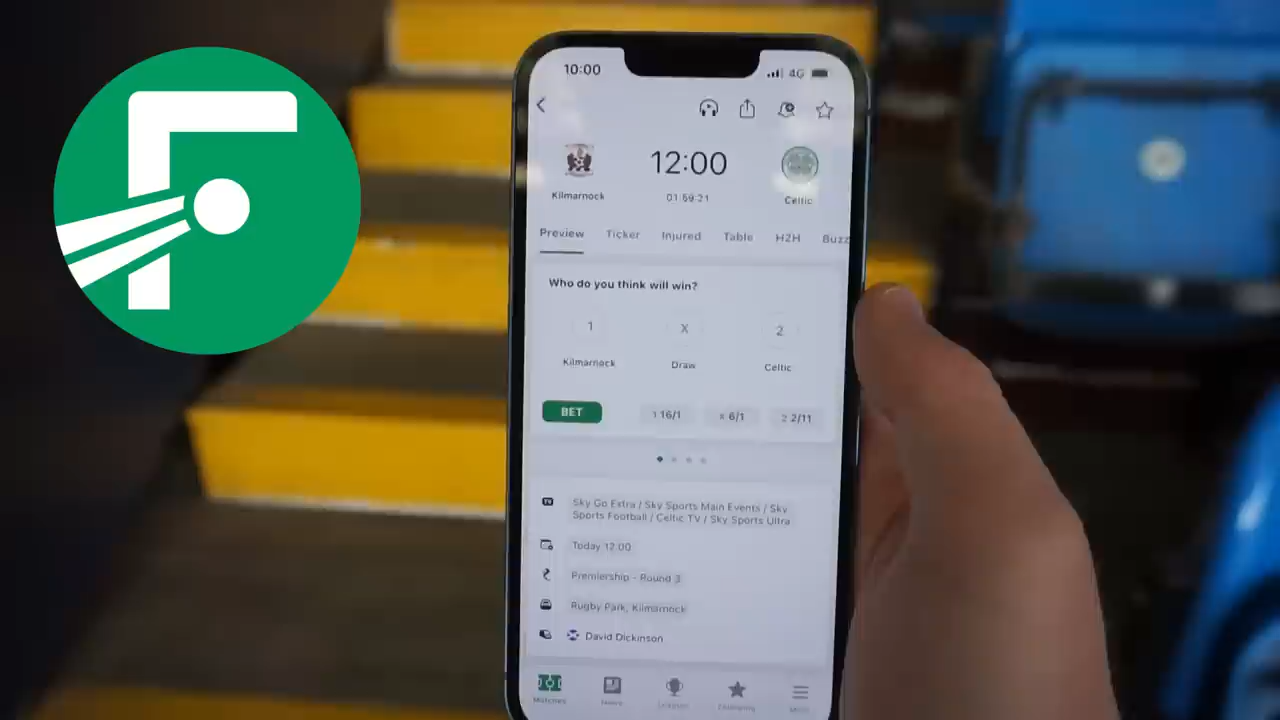 10:00
4G
12:00
Kilmarnock
01:59:21
Celtic
Preview Ticker Injured Table H2H Buzz
Who do you think will win?
1 X 2
Kilmarnock Draw Celtic
BET 1 16/1 X 6/1 2 2/11
TV Sky Go Extra / Sky Sports Main Events / Sky
Sports Football / Celtic TV / Sky Sports Ultra
Today 12:00
Premiership - Round 3
Rugby Park, Kilmarnock
David Dickinson
Matches News